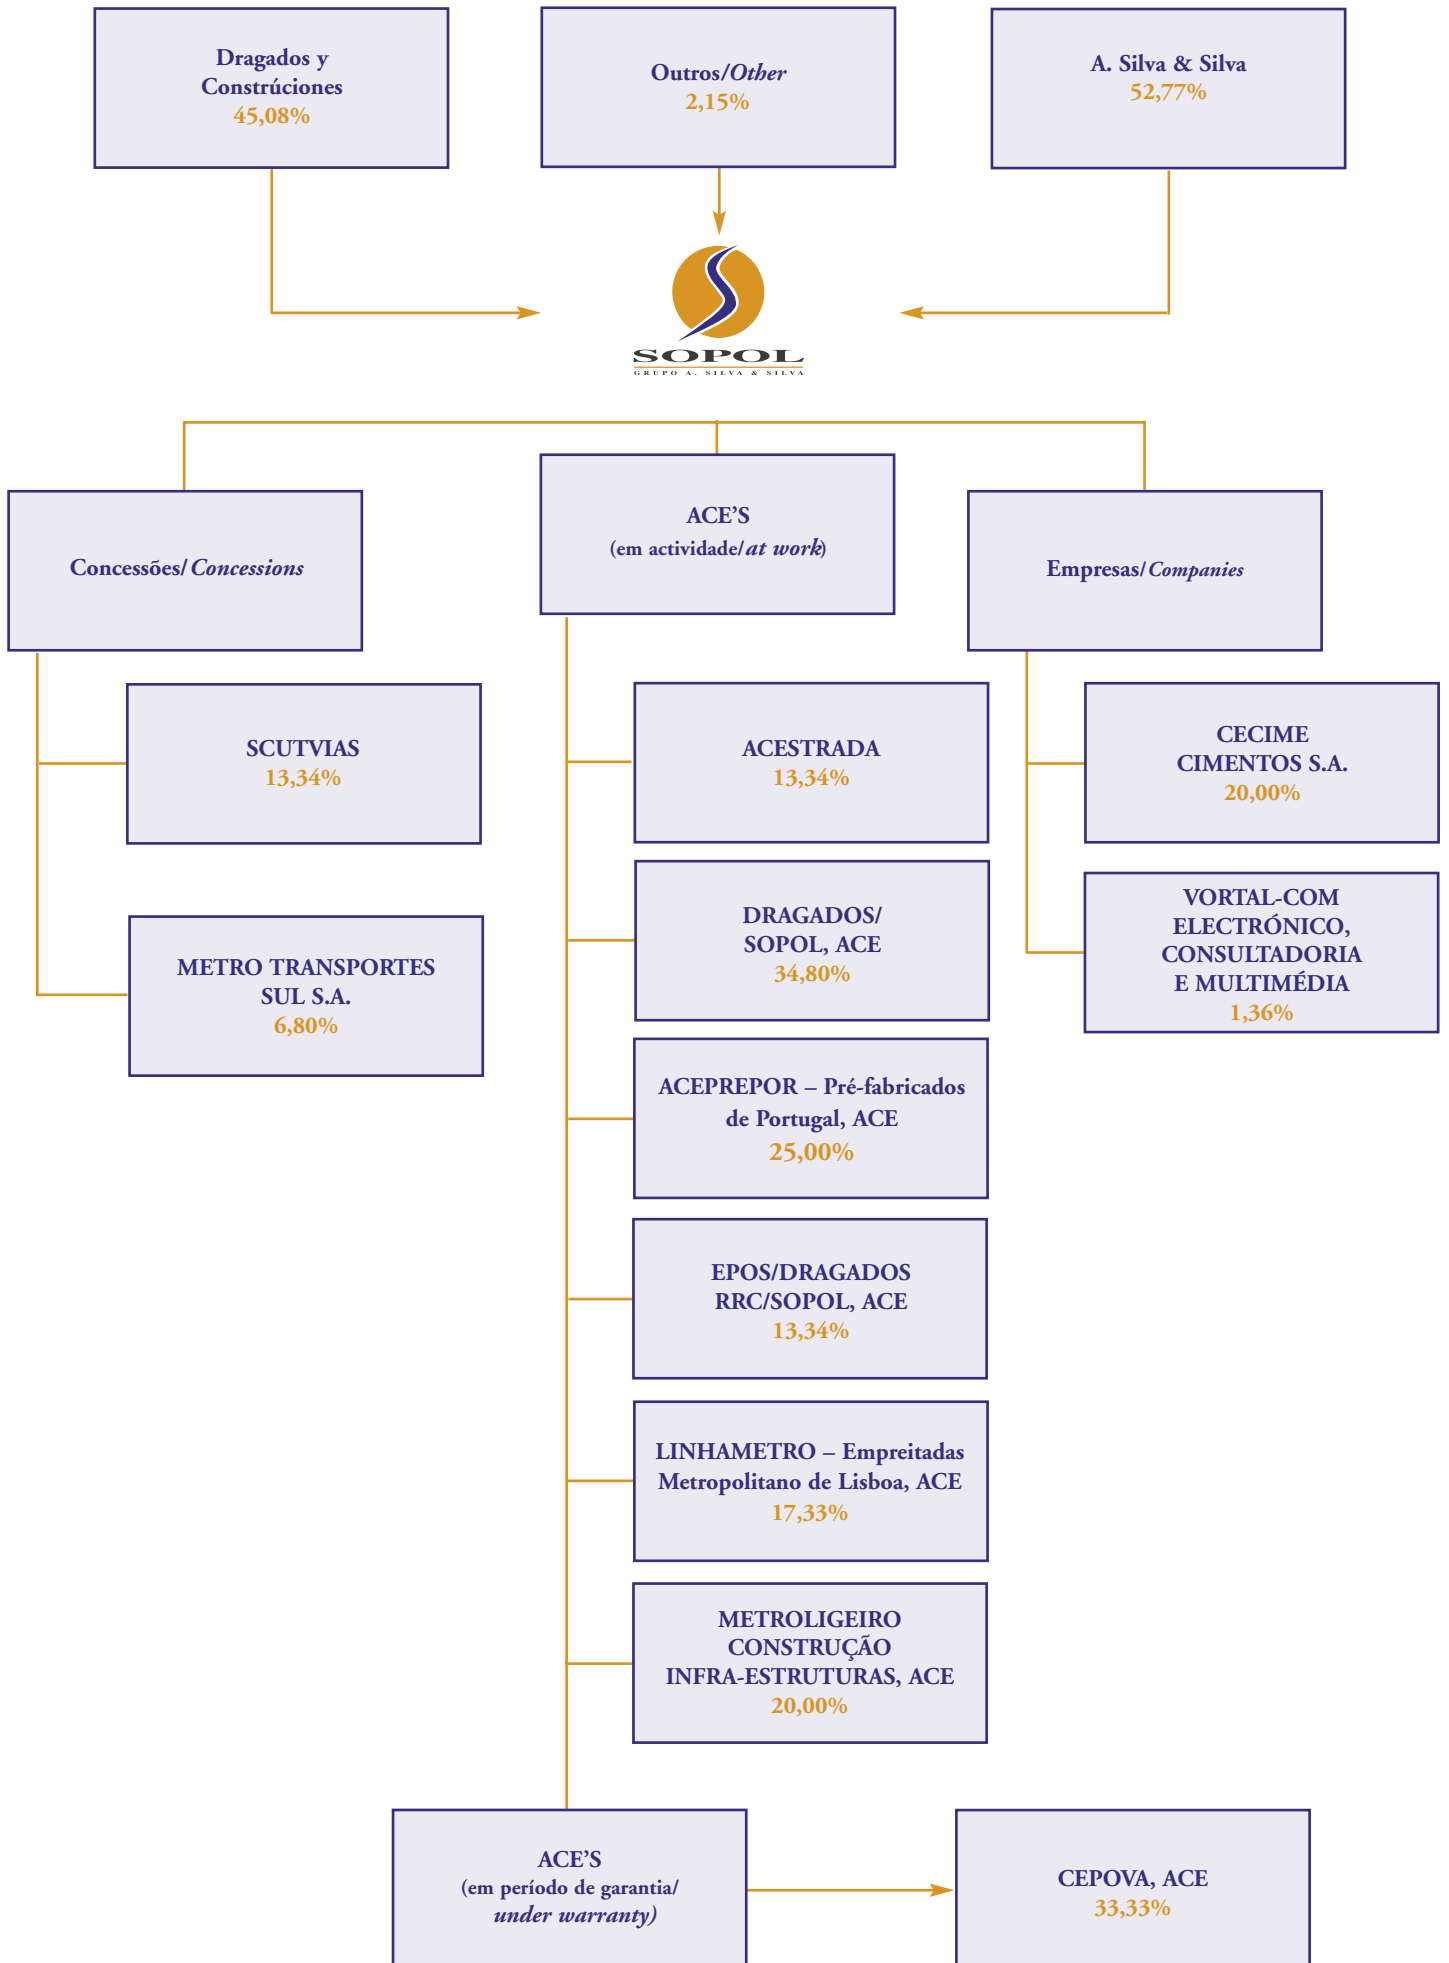 Dragados y
Constrúciones
45,08%
Outros/Other
2,15%
A. Silva & Silva
52,77%
SOPOL
GRUPO A. SILVA & SILVA
Concessões/Concessions
ACE’S
(em actividade/at work)
Empresas/Companies
SCUTVIAS
13,34%
METRO TRANSPORTES
SUL S.A.
6,80%
ACESTRADA
13,34%
DRAGADOS/
SOPOL, ACE
34,80%
ACEPREPOR – Pré-fabricados
de Portugal, ACE
25,00%
EPOS/DRAGADOS
RRC/SOPOL, ACE
13,34%
LINHAMETRO – Empreitadas
Metropolitano de Lisboa, ACE
17,33%
METROLIGEIRO
CONSTRUÇÃO
INFRA-ESTRUTURAS, ACE
20,00%
CECIME
CIMENTOS S.A.
20,00%
VORTAL-COM
ELECTRÓNICO,
CONSULTADORIA
E MULTIMÉDIA
1,36%
ACE’S
(em período de garantia/
under warranty)
CEPOVA, ACE
33,33%